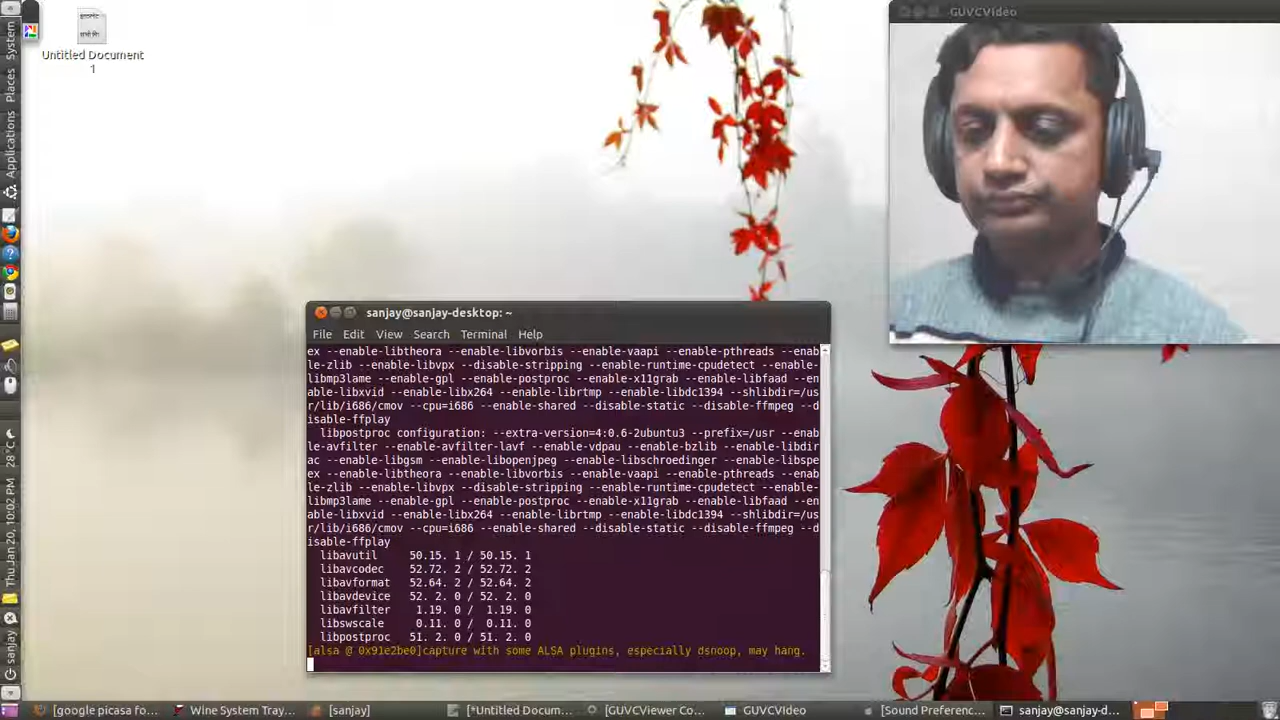 System
Places
Applications
28°C
Thu Jan 20, 10:02 PM
sanjay
Untitled Document
1
GUVCVideo
sanjay@sanjay-desktop: ~
File Edit View Search Terminal Help
ex --enable-libtheora --enable-libvorbis --enable-vaapi --enable-pthreads --enab
le-zlib --enable-libvpx --disable-stripping --enable-runtime-cpudetect --enable-
libmp3lame --enable-gpl --enable-postproc --enable-x11grab --enable-libfaad --en
able-libxvid --enable-libx264 --enable-librtmp --enable-libdc1394 --shlibdir=/us
r/lib/i686/cmov --cpu=i686 --enable-shared --disable-static --disable-ffmpeg --d
isable-ffplay
libpostproc configuration: --extra-version=4:0.6-2ubuntu3 --prefix=/usr --enab
le-avfilter --enable-avfilter-lavf --enable-vdpau --enable-bzlib --enable-libdir
ac --enable-libgsm --enable-libopenjpeg --enable-libschroedinger --enable-libspe
ex --enable-libtheora --enable-libvorbis --enable-vaapi --enable-pthreads --enab
le-zlib --enable-libvpx --disable-stripping --enable-runtime-cpudetect --enable-
libmp3lame --enable-gpl --enable-postproc --enable-x11grab --enable-libfaad --en
able-libxvid --enable-libx264 --enable-librtmp --enable-libdc1394 --shlibdir=/us
r/lib/i686/cmov --cpu=i686 --enable-shared --disable-static --disable-ffmpeg --d
isable-ffplay
libavutil 50.15. 1 / 50.15. 1
libavcodec 52.72. 2 / 52.72. 2
libavformat 52.64. 2 / 52.64. 2
libavdevice 52. 2. 0 / 52. 2. 0
libavfilter 1.19. 0 / 1.19. 0
libswscale 0.11. 0 / 0.11. 0
libpostproc 51. 2. 0 / 51. 2. 0
[alsa @ 0x91e2be0]capture with some ALSA plugins, especially dsnoop, may hang.
[google picasa fo... Wine System Tray... [sanjay] [*Untitled Docum... [GUVCViewer Co... GUVCVIdeo [Sound Preferenc... sanjay@sanjay-d...